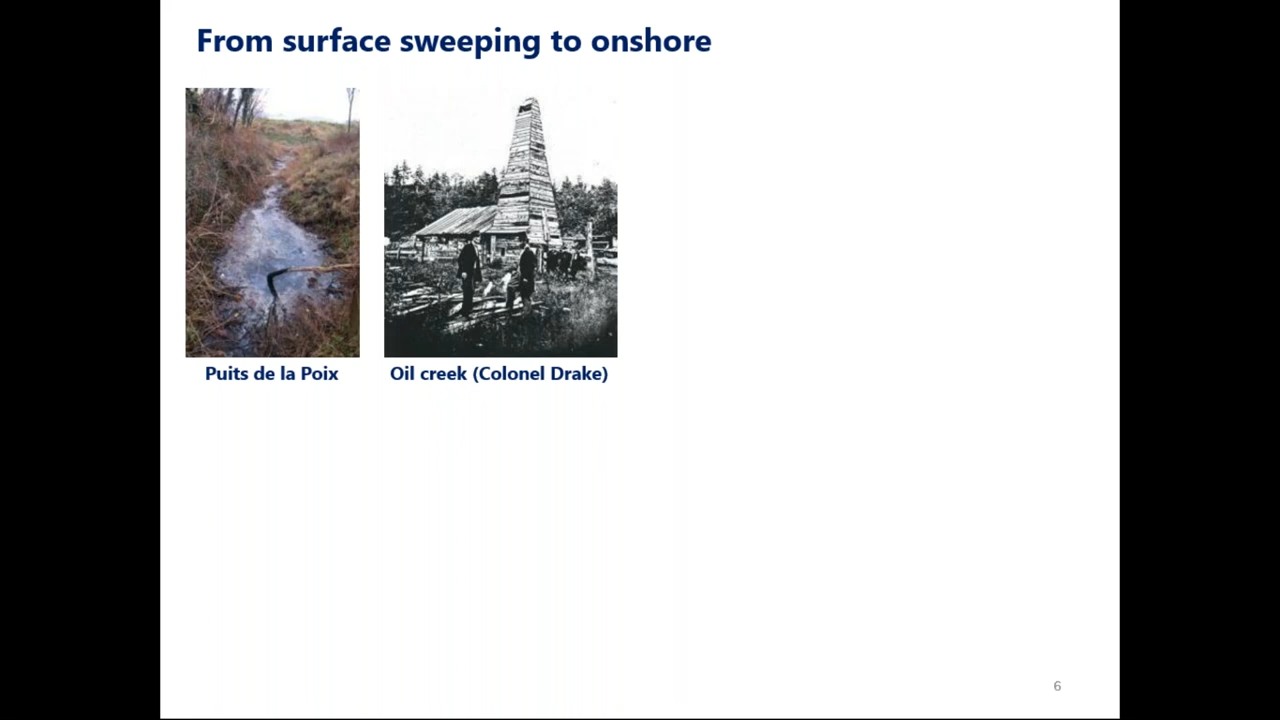 From surface sweeping to onshore
Puits de la Poix
Oil creek (Colonel Drake)
6